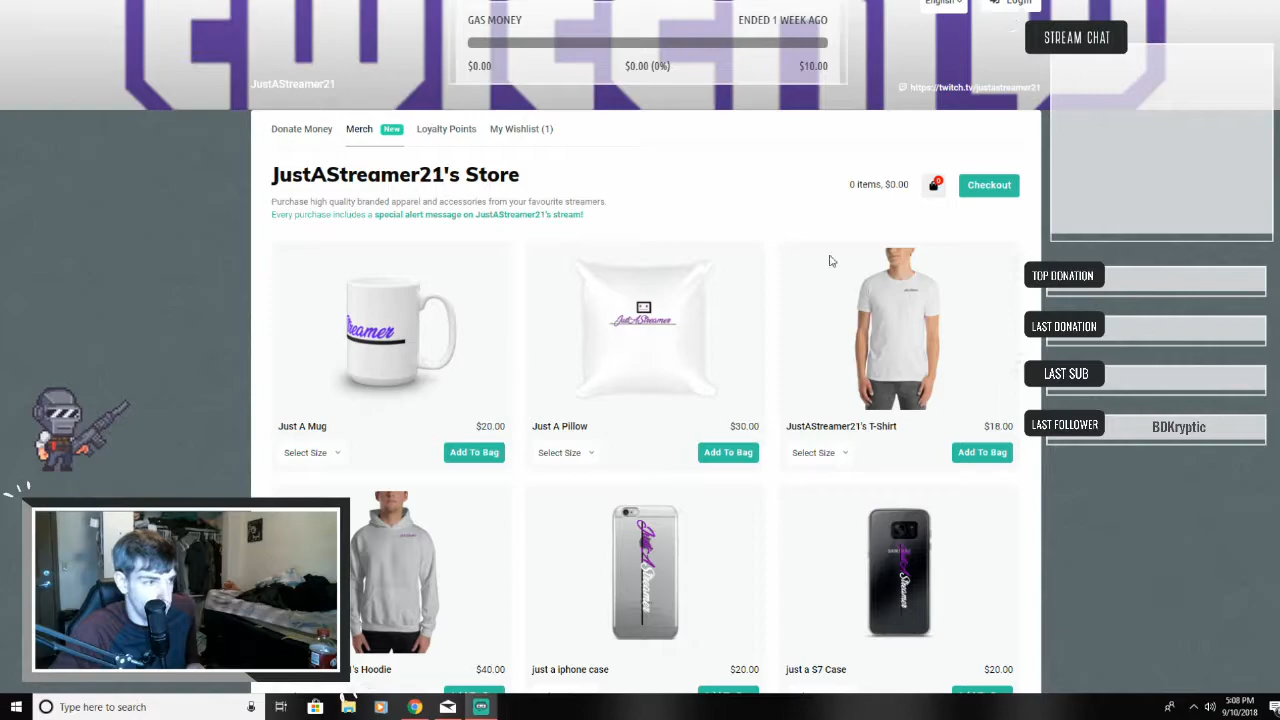 English
Login
GAS MONEY
ENDED 1 WEEK AGO
$0.00
$0.00 (0%)
$10.00
STREAM CHAT
JustAStreamer21
https://twitch.tv/justastreamer21
Donate Money
Merch
New
Loyalty Points
My Wishlist (1)
JustAStreamer21's Store
0 items, $0.00
0
Checkout
Purchase high quality branded apparel and accessories from your favourite streamers.
Every purchase includes a special alert message on JustAStreamer21's stream!
TOP DONATION
LAST DONATION
LAST SUB
LAST FOLLOWER
BDKryptic
Streamer
JustAStreamer
Just A Mug
$20.00
Just A Pillow
$30.00
JustAStreamer21's T-Shirt
$18.00
Select Size
Add To Bag
Select Size
Add To Bag
Select Size
Add To Bag
JustAStreamer
JustAStreamer
1's Hoodie
$40.00
just a iphone case
$20.00
just a S7 Case
$20.00
Type here to search
5:08 PM
9/10/2018